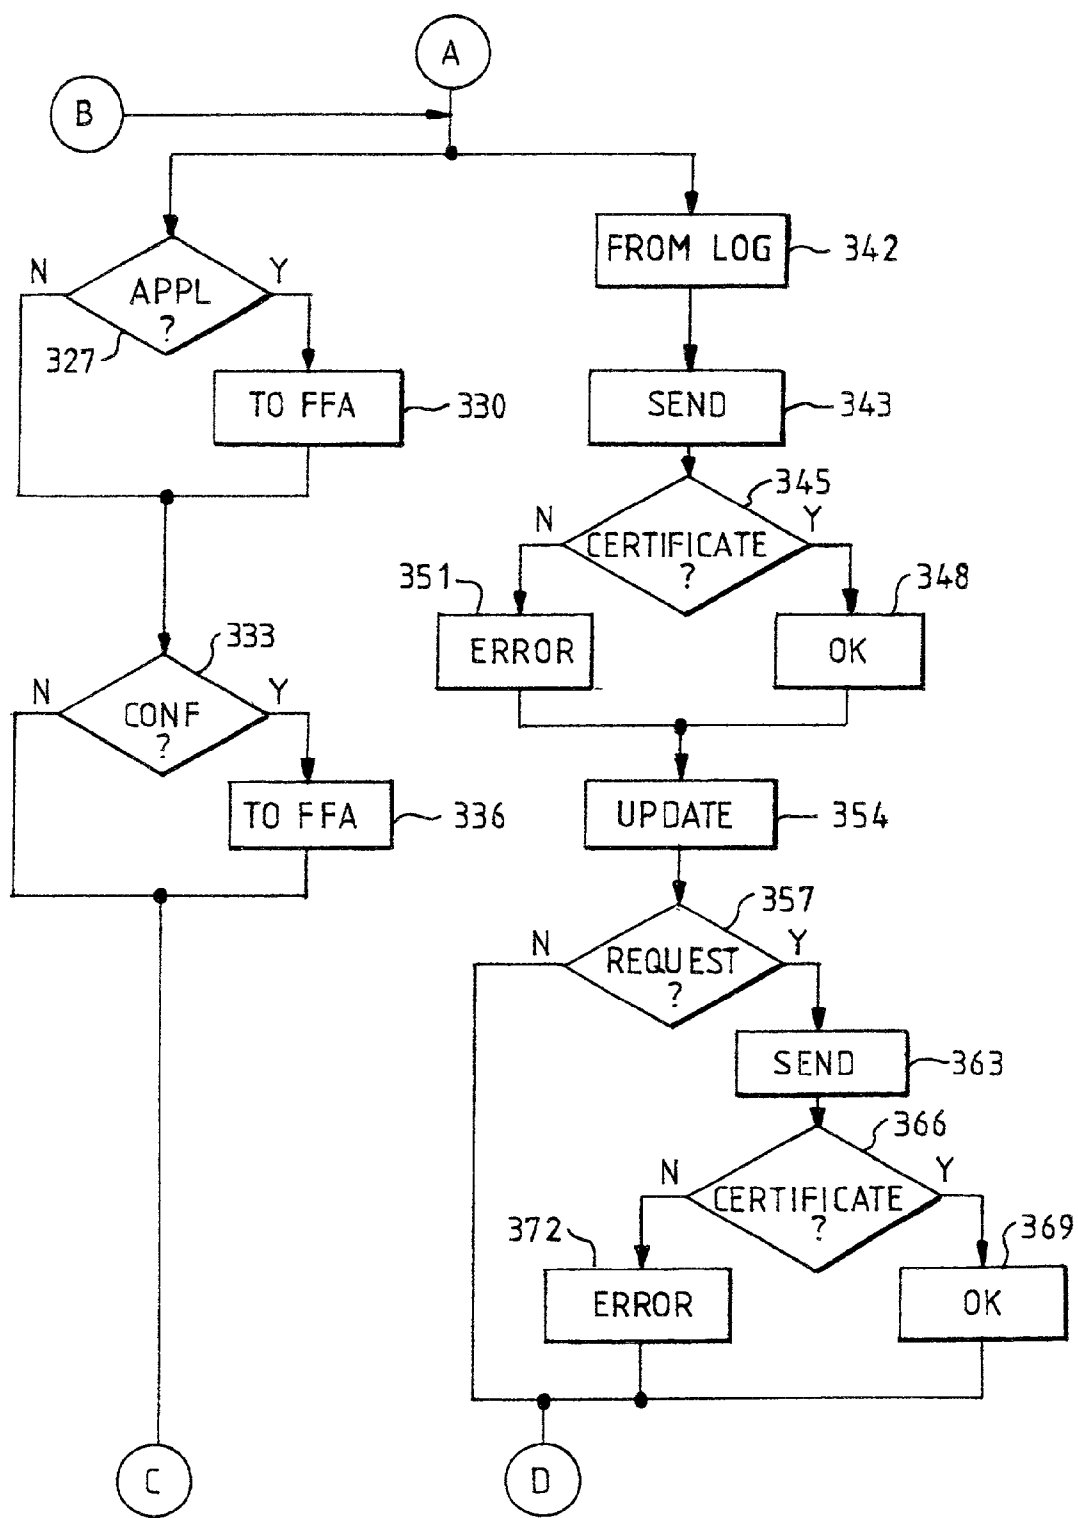 A
B
FROM LOG
342
N
Y
APPL
?
327
TO FFA
330
SEND
343
345
N
Y
CERTIFICATE
?
351
348
ERROR
OK
333
N
Y
CONF
?
TO FFA
336
UPDATE
354
357
N
Y
REQUEST
?
SEND
363
366
N
Y
CERTIFICATE
?
372
369
ERROR
OK
C
D